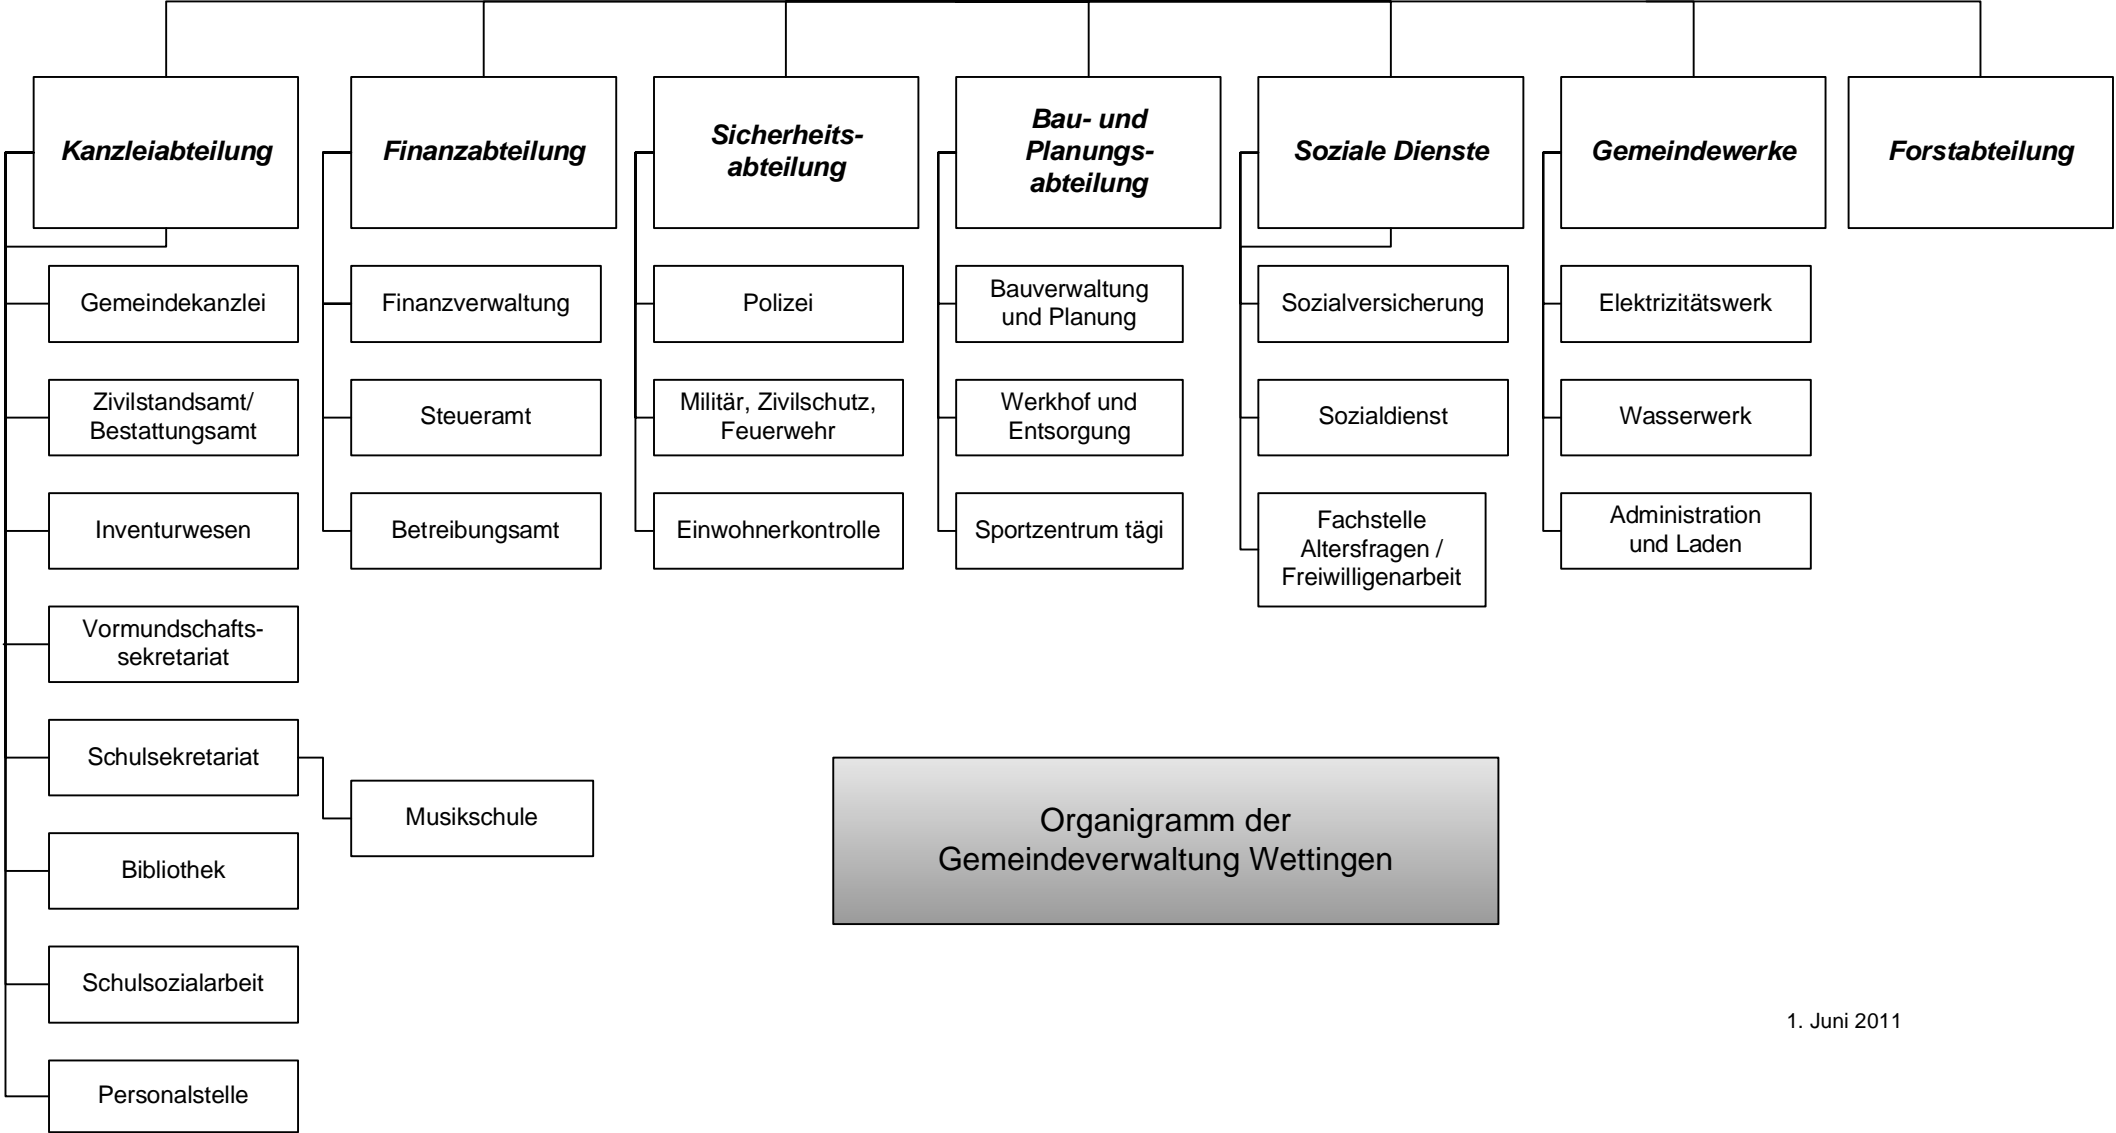 Kanzleiabteilung
Finanzabteilung
Sicherheits-
abteilung
Bau- und
Planungs-
abteilung
Soziale Dienste
Gemeindewerke
Forstabteilung
Gemeindekanzlei
Zivilstandsamt/
Bestattungsamt
Inventurwesen
Vormundschafts-
sekretariat
Schulsekretariat
Musikschule
Bibliothek
Schulsozialarbeit
Personalstelle
Finanzverwaltung
Steueramt
Betreibungsamt
Polizei
Militär, Zivilschutz,
Feuerwehr
Einwohnerkontrolle
Bauverwaltung
und Planung
Werkhof und
Entsorgung
Sportzentrum tägi
Sozialversicherung
Sozialdienst
Fachstelle
Altersfragen /
Freiwilligenarbeit
Elektrizitätswerk
Wasserwerk
Administration
und Laden
Organigramm der
Gemeindeverwaltung Wettingen
1. Juni 2011